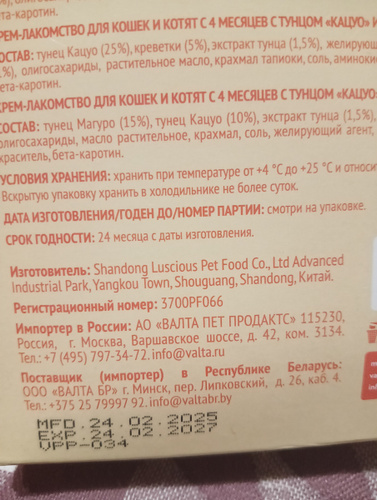 бета-каротин.
КРЕМ-ЛАКОМСТВО ДЛЯ КОШЕК И КОТЯТ С 4 МЕСЯЦЕВ С ТУНЦОМ «КАЦУО» И
СОСТАВ: тунец Кацуо (25%), креветки (5%), экстракт тунца (1,5%), желирующ
олигосахариды, растительное масло, крахмал тапиоки, соль, аминокис
бета-каротин.
КРЕМ-ЛАКОМСТВО ДЛЯ КОШЕК И КОТЯТ С 4 МЕСЯЦЕВ С ТУНЦОМ «КАЦУО»
СОСТАВ: тунец Магуро (15%), тунец Кацуо (10%), экстракт тунца (1,5%),
олигосахариды, масло растительное, крахмал, соль, желирующий агент,
краситель, бета-каротин.
УСЛОВИЯ ХРАНЕНИЯ: хранить при температуре от +4 °C до +25 °C и относит
Вскрытую упаковку хранить в холодильнике не более суток.
ДАТА ИЗГОТОВЛЕНИЯ/ГОДЕН ДО/НОМЕР ПАРТИИ: смотри на упаковке.
СРОК ГОДНОСТИ: 24 месяца с даты изготовления.
Изготовитель: Shandong Luscious Pet Food Co., Ltd Advanced
Industrial Park, Yangkou Town, Shouguang, Shandong, Китай.
Регистрационный номер: 3700PF066
Импортер в России: АО «ВАЛТА ПЕТ ПРОДАКТС» 115230,
Россия, г. Москва, Варшавское шоссе, д. 42, ком. 3134.
Тел.: +7 (495) 797-34-72. info@valta.ru
Поставщик (импортер) в Республике Беларусь:
ООО «ВАЛТА БР» г. Минск, пер. Липковский, д. 26, каб. 4.
Тел.: +375 25 79997 92. info@valtabr.by
MFD.24.02.2025
EXP.24.02.2027
VPP-034